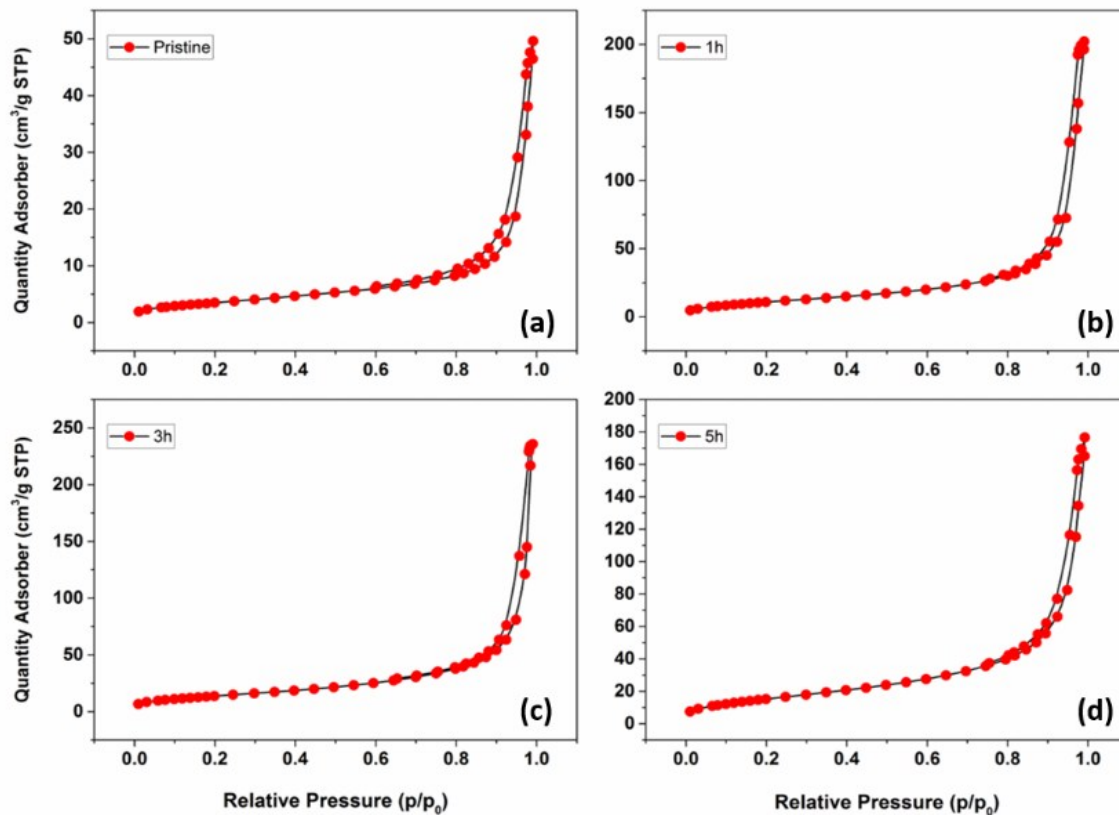 Quantity Adsorber (cm³/g STP)
50
40
30
20
10
0
Pristine
(a)
0.0 0.2 0.4 0.6 0.8 1.0
200
150
100
50
0
1h
(b)
0.0 0.2 0.4 0.6 0.8 1.0
Quantity Adsorber (cm³/g STP)
250
200
150
100
50
0
3h
(c)
0.0 0.2 0.4 0.6 0.8 1.0
Relative Pressure (p/p₀)
200
180
160
140
120
100
80
60
40
20
0
5h
(d)
0.0 0.2 0.4 0.6 0.8 1.0
Relative Pressure (p/p₀)